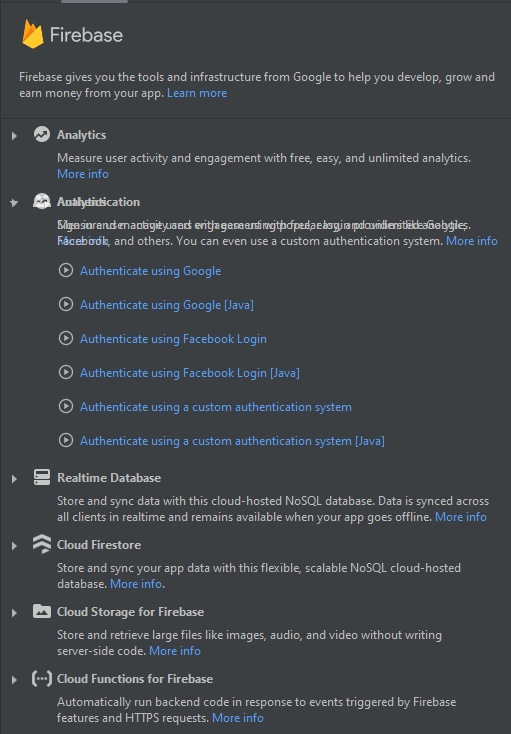 Firebase
Firebase gives you the tools and infrastructure from Google to help you develop, grow and
earn money from your app. Learn more
Analytics
Measure user activity and engagement with free, easy, and unlimited analytics.
More info
Authentication
Facebook, and others. You can even use a custom authentication system. More info
Authenticate using Google
Authenticate using Google [Java]
Authenticate using Facebook Login
Authenticate using Facebook Login [Java]
Authenticate using a custom authentication system
Authenticate using a custom authentication system [Java]
Realtime Database
Store and sync data with this cloud-hosted NoSQL database. Data is synced across
all clients in realtime and remains available when your app goes offline. More info
Cloud Firestore
Store and sync your app data with this flexible, scalable NoSQL cloud-hosted
database. More info.
Cloud Storage for Firebase
Store and retrieve large files like images, audio, and video without writing
server-side code. More info
Cloud Functions for Firebase
Automatically run backend code in response to events triggered by Firebase
features and HTTPS requests. More info